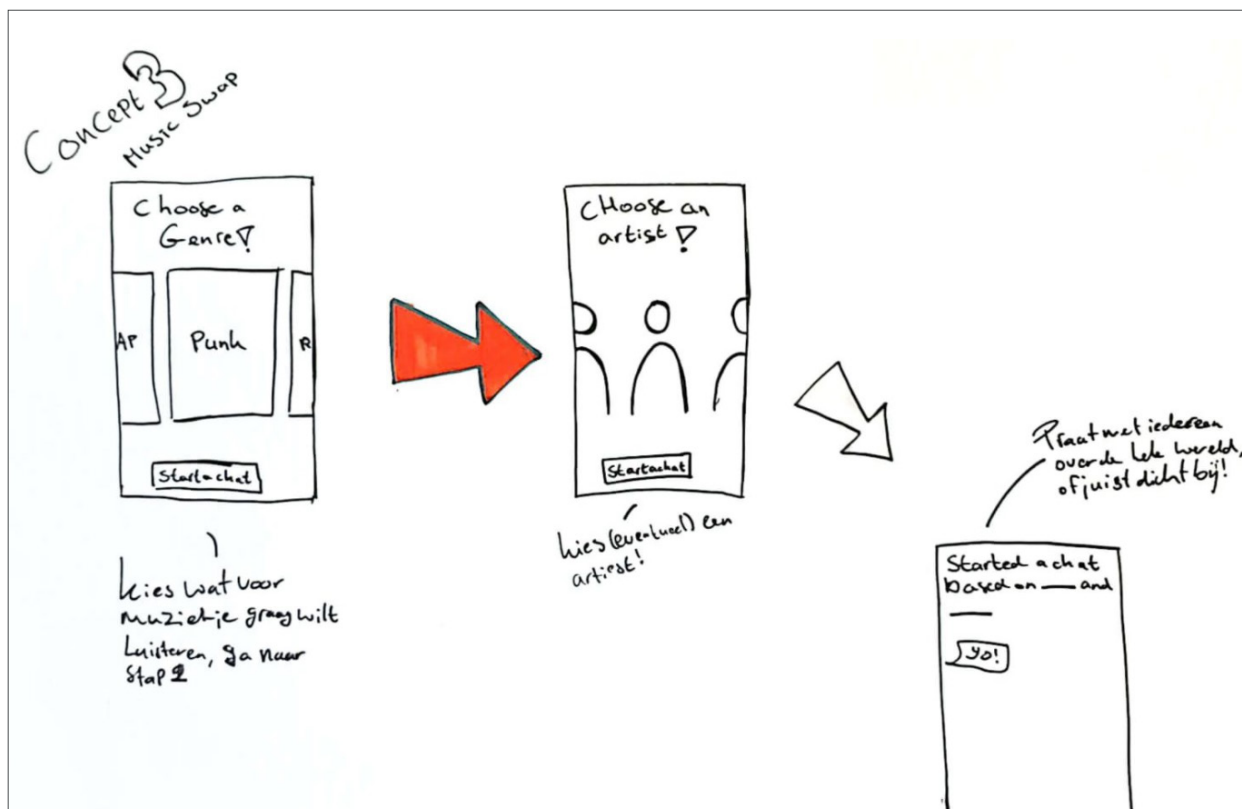 Concept 3
Music Swap
Choose a
Genre!
AP
Punk
R
Start a chat
Kies wat voor
muziek je graag wilt
luisteren, ga naar
stap 2
CHoose an
artist!
Start a chat
kies (eventueel) een
artiest!
Praat met iedereen
over de hele wereld,
of juist dicht bij!
Started a chat
based on ___ and
___
Yo!